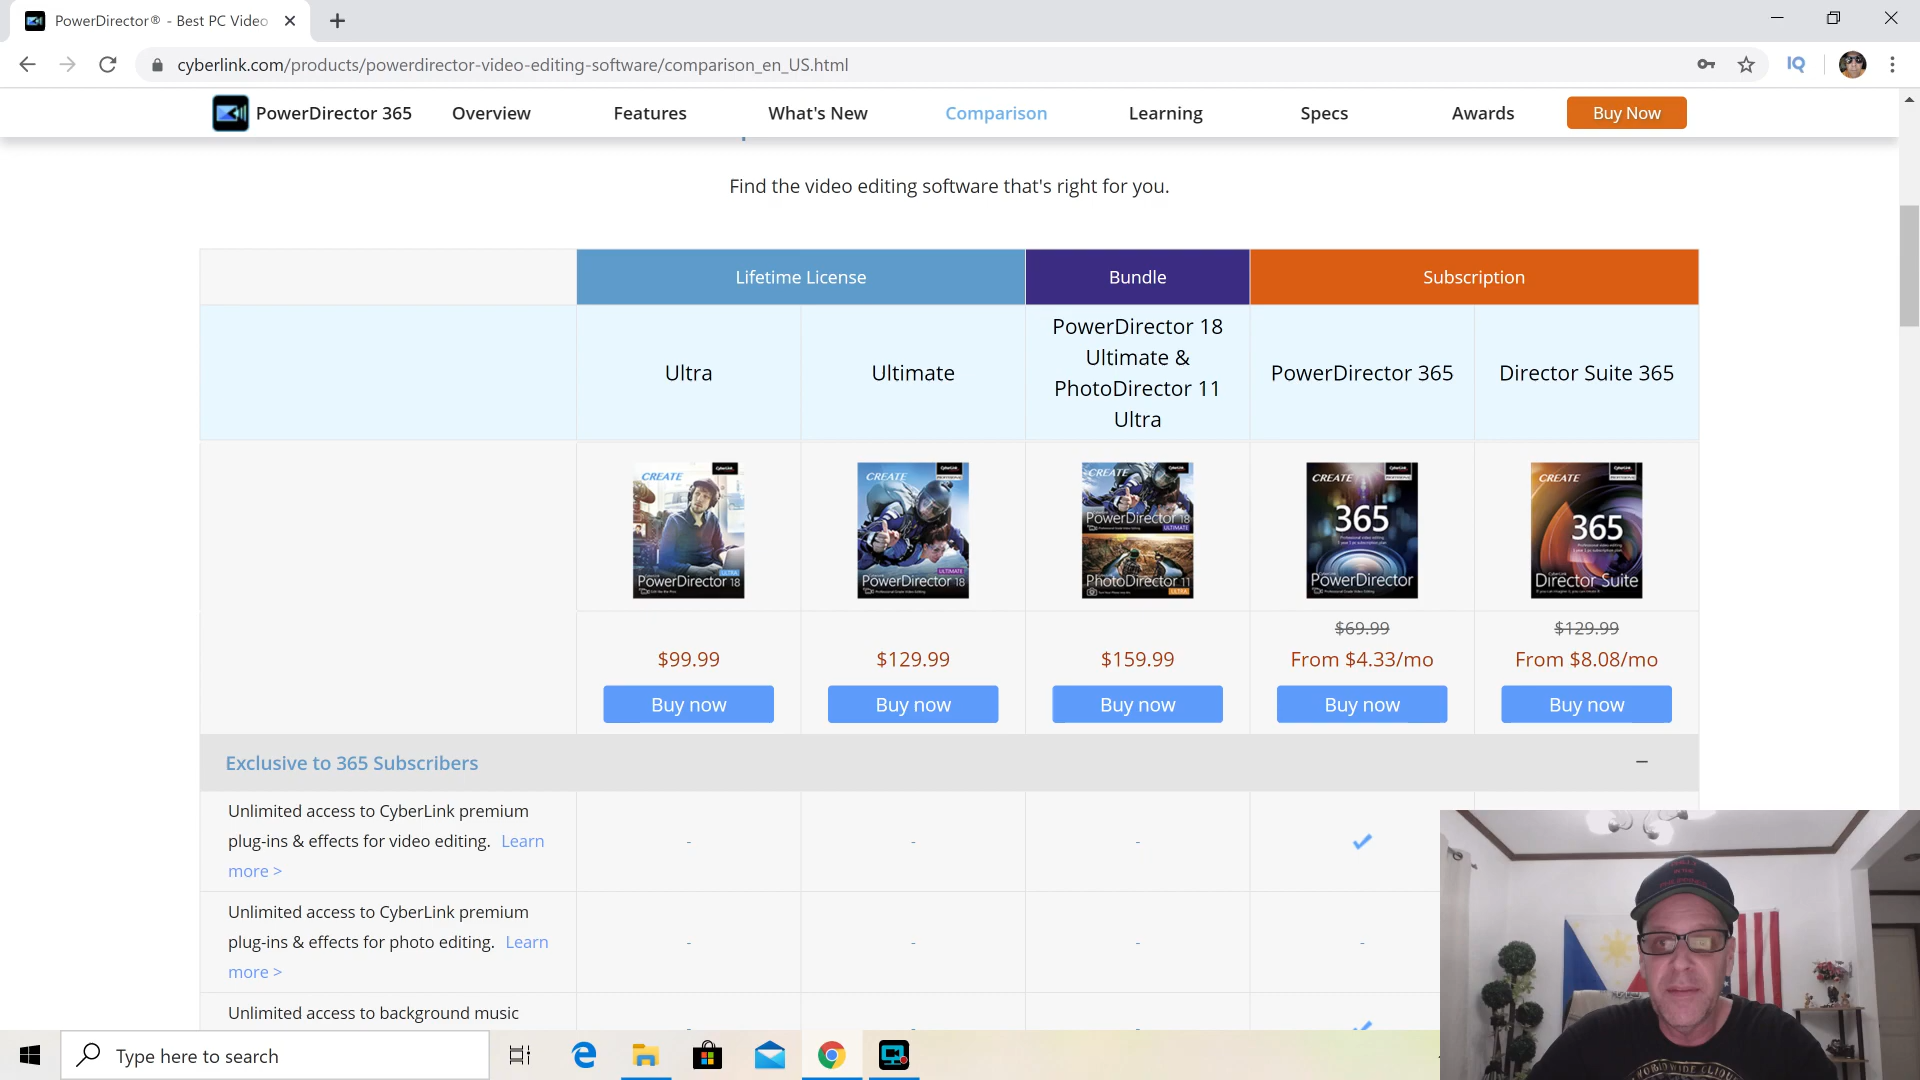 PowerDirector® - Best PC Video
cyberlink.com/products/powerdirector-video-editing-software/comparison_en_US.html
IQ
PowerDirector 365
Overview
Features
What's New
Comparison
Learning
Specs
Awards
Buy Now
Find the video editing software that's right for you.
Lifetime License
Bundle
Subscription
Ultra
Ultimate
PowerDirector 18
Ultimate &
PhotoDirector 11
Ultra
PowerDirector 365
Director Suite 365
CREATE
PowerDirector 18
CREATE
PowerDirector 18
CREATE
PowerDirector 18
PhotoDirector 11
CREATE
365
PowerDirector
CREATE
365
Director Suite
$99.99
$129.99
$159.99
$69.99
From $4.33/mo
$129.99
From $8.08/mo
Buy now
Buy now
Buy now
Buy now
Buy now
Exclusive to 365 Subscribers
Unlimited access to CyberLink premium
plug-ins & effects for video editing. Learn
more >
Unlimited access to CyberLink premium
plug-ins & effects for photo editing. Learn
more >
Unlimited access to background music
Type here to search